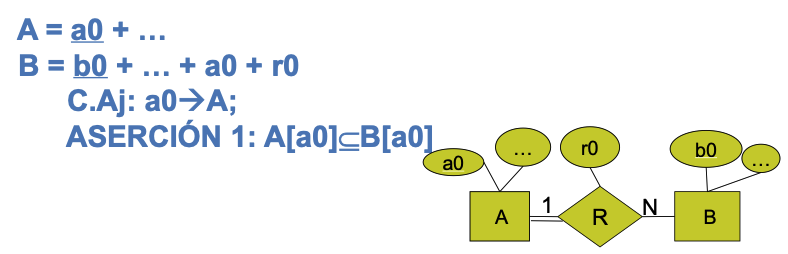 A = a0 + …
B = b0 + … + a0 + r0
C.Aj: a0→A;
ASERCIÓN 1: A[a0]⊆B[a0]
a0
…
r0
b0
…
A
1
R
N
B